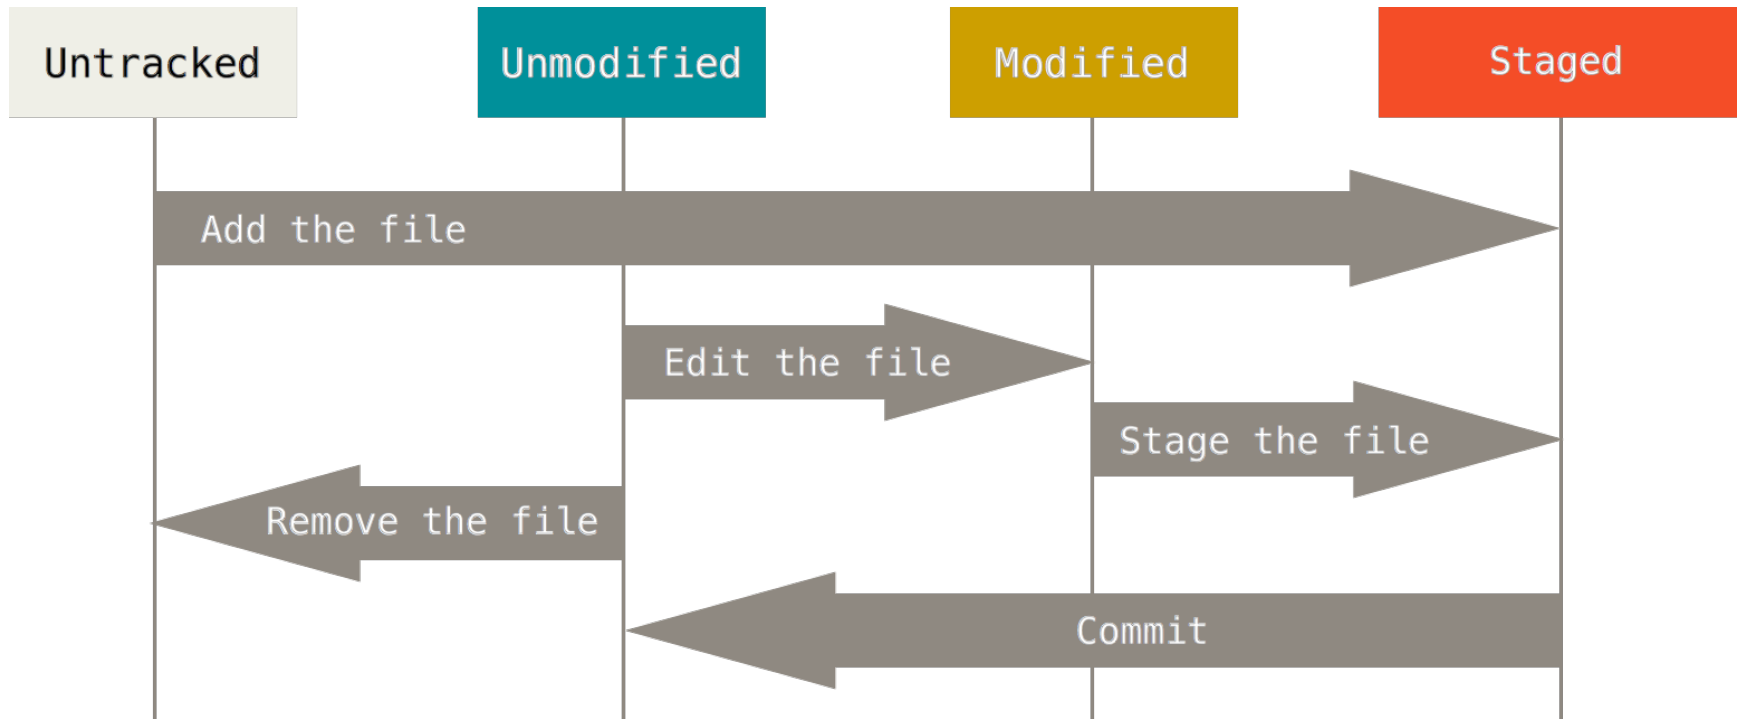 Untracked
Unmodified
Modified
Staged
Add the file
Edit the file
Stage the file
Remove the file
Commit